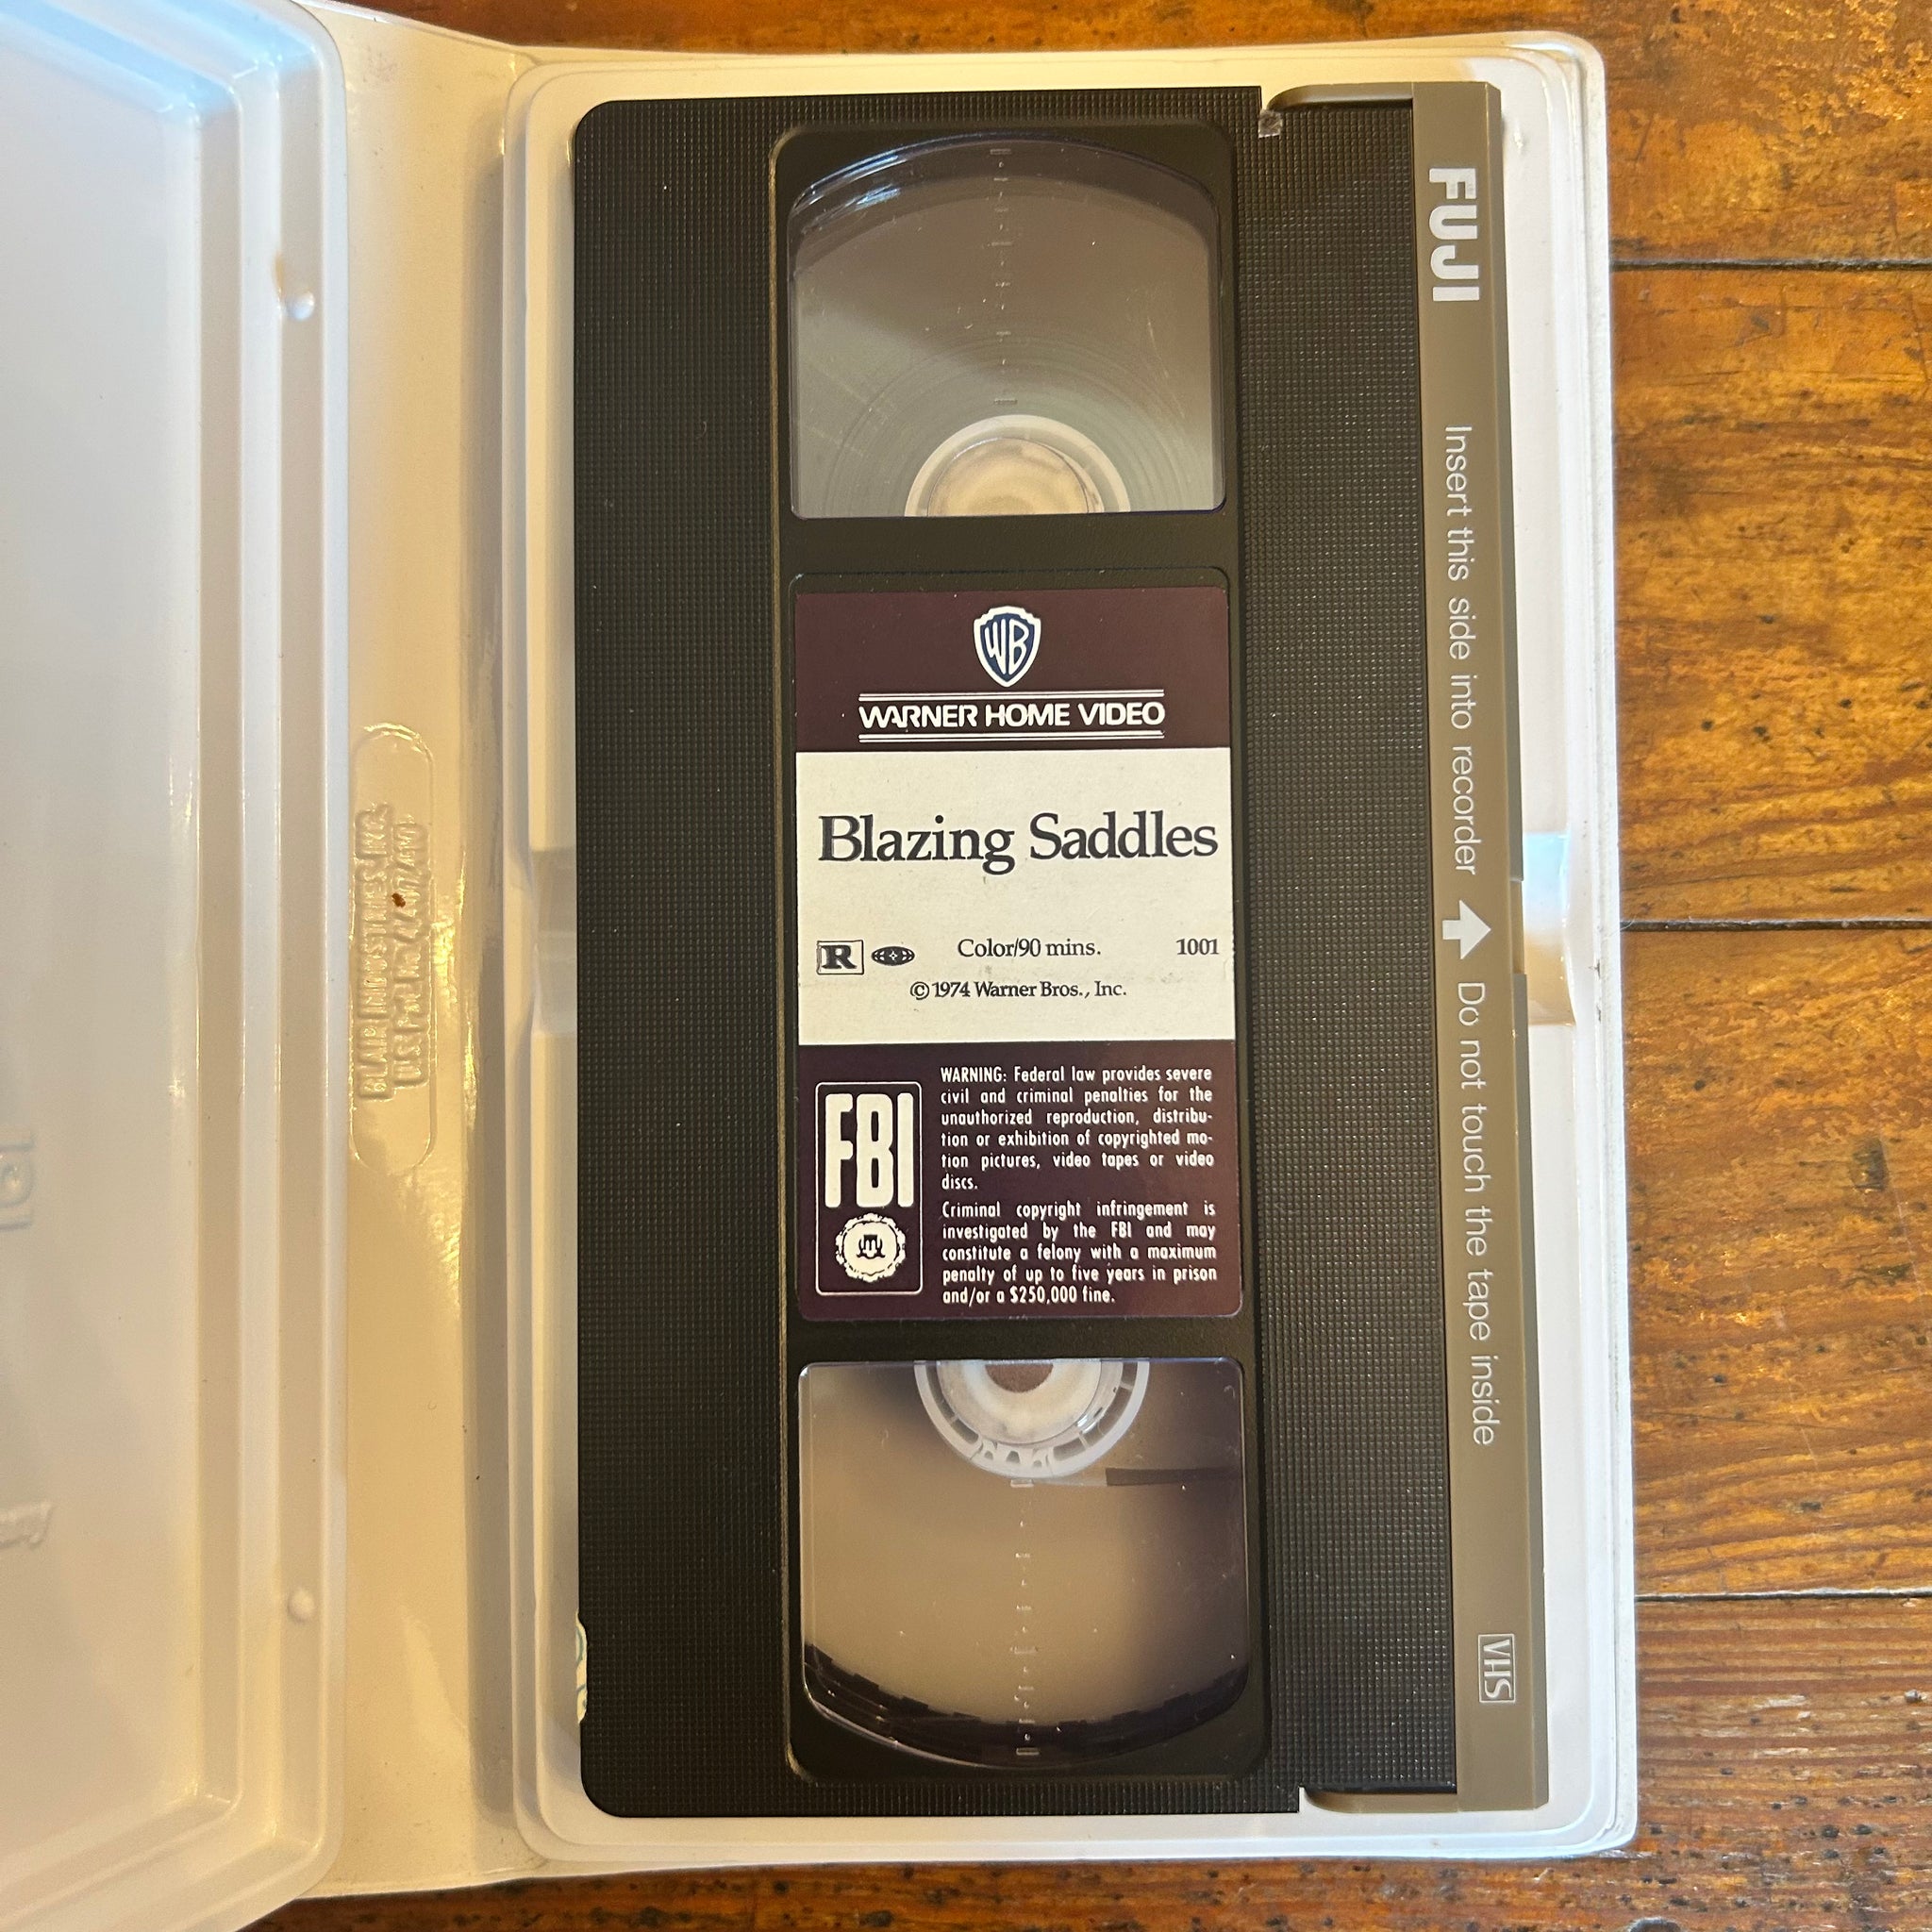 WB
WARNER HOME VIDEO
Blazing Saddles
R
Color/90 mins.
1001
©1974 Warner Bros., Inc.
FBI
WARNING: Federal law provides severe
civil and criminal penalties for the
unauthorized reproduction, distribu-
tion or exhibition of copyrighted mo-
tion pictures, video tapes or video
discs.
Criminal copyright infringement is
investigated by the FBI and may
constitute a felony with a maximum
penalty of up to five years in prison
and/or a $250,000 fine.
FUJI
Insert this side into recorder
Do not touch the tape inside
VHS
BLAIR INDUSTRIES INC.